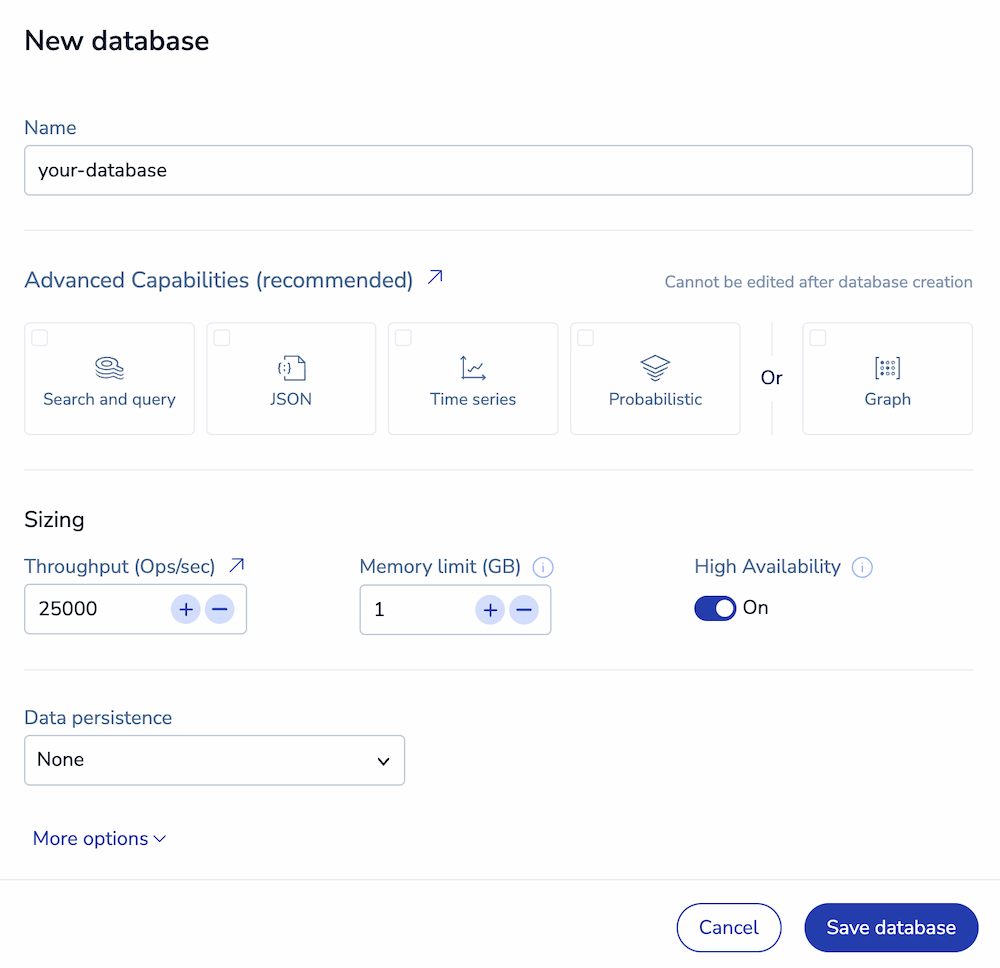 New database
Name
your-database
Advanced Capabilities (recommended)
Cannot be edited after database creation
Search and query
JSON
Time series
Probabilistic
Or
Graph
Sizing
Throughput (Ops/sec)
Memory limit (GB)
High Availability
25000
1
On
Data persistence
None
More options
Cancel
Save database